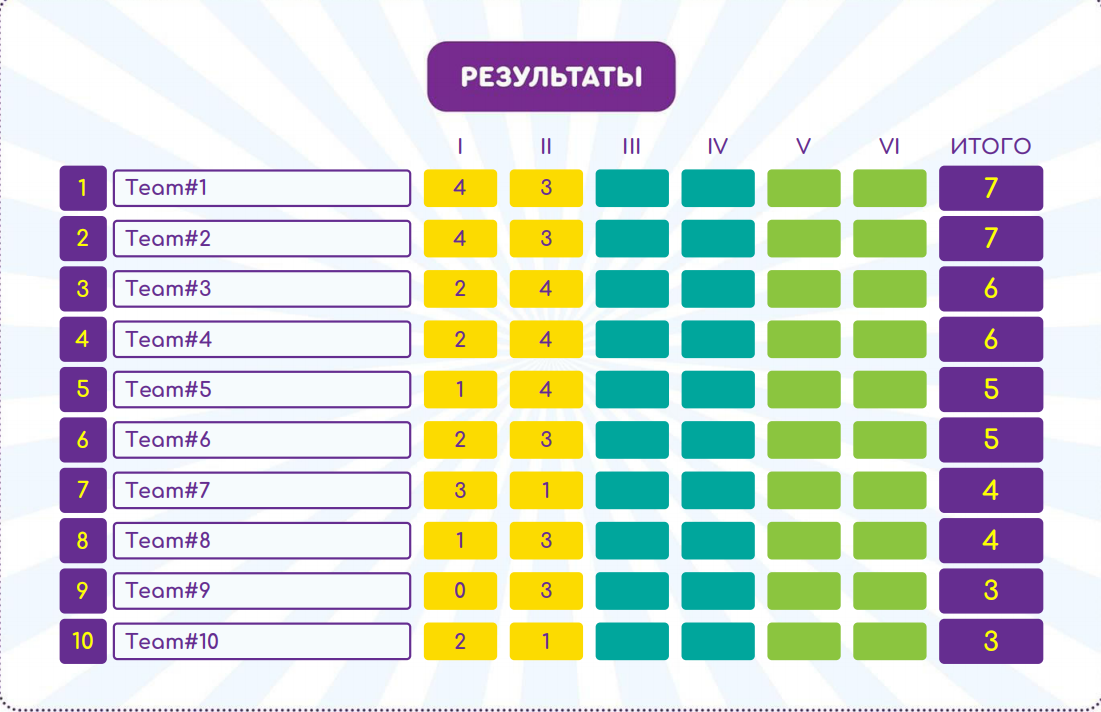 РЕЗУЛЬТАТЫ
I II III IV V VI ИТОГО
1 Team#1 4 3 7
2 Team#2 4 3 7
3 Team#3 2 4 6
4 Team#4 2 4 6
5 Team#5 1 4 5
6 Team#6 2 3 5
7 Team#7 3 1 4
8 Team#8 1 3 4
9 Team#9 0 3 3
10 Team#10 2 1 3